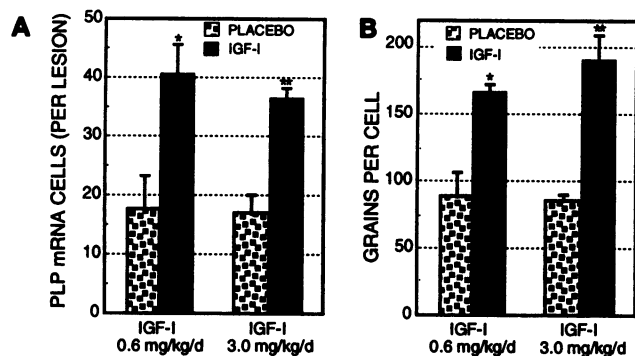 A
PLP mRNA CELLS (PER LESION)
50
40
30
20
10
0
PLACEBO
IGF-I
*
**
IGF-I
0.6 mg/kg/d
IGF-I
3.0 mg/kg/d
B
GRAINS PER CELL
200
150
100
50
0
PLACEBO
IGF-I
*
**
IGF-I
0.6 mg/kg/d
IGF-I
3.0 mg/kg/d